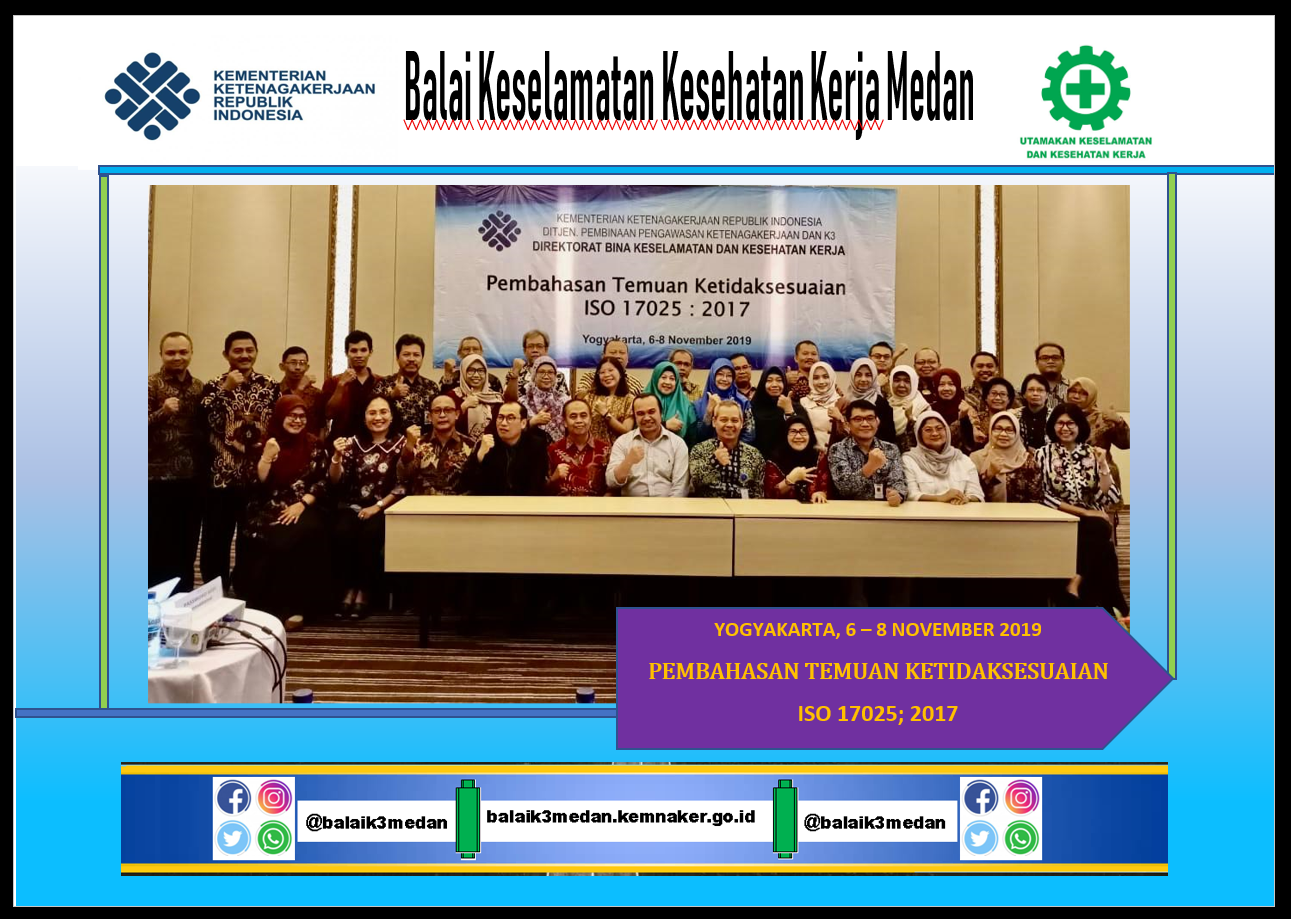 KEMENTERIAN
KETENAGAKERJAAN
REPUBLIK
INDONESIA
Balai Keselamatan Kesehatan Kerja Medan
UTAMAKAN KESELAMATAN
DAN KESEHATAN KERJA
KEMENTERIAN KETENAGAKERJAAN REPUBLIK INDONESIA
DITJEN. PEMBINAAN PENGAWASAN KETENAGAKERJAAN DAN K3
DIREKTORAT BINA KESELAMATAN DAN KESEHATAN KERJA
Pembahasan Temuan Ketidaksesuaian
ISO 17025 : 2017
Yogyakarta, 6-8 November 2019
YOGYAKARTA, 6 – 8 NOVEMBER 2019
PEMBAHASAN TEMUAN KETIDAKSESUAIAN
ISO 17025; 2017
@balaik3medan
balaik3medan.kemnaker.go.id
@balaik3medan